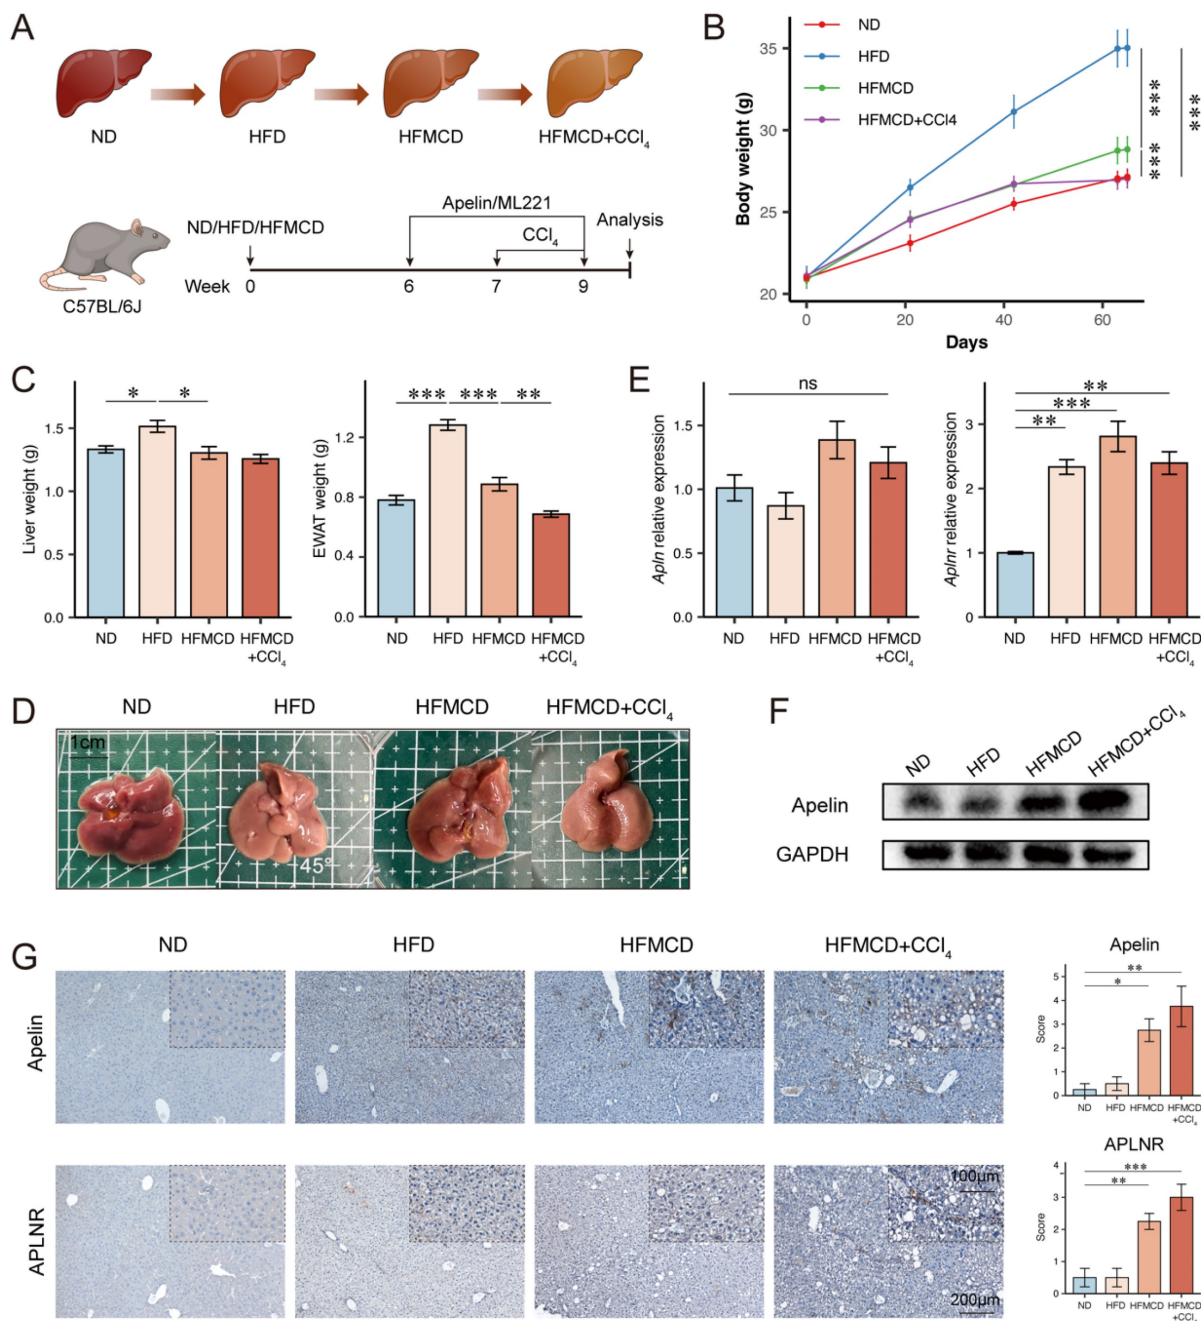 A
ND
HFD
HFMCD
HFMCD+CCl₄
ND/HFD/HFMCD
Apelin/ML221
CCl₄
Analysis
Week
0
6
7
9
C57BL/6J
B
ND
HFD
HFMCD
HFMCD+CCl4
Body weight (g)
35
30
25
20
0
20
40
60
Days
***
***
***
C
Liver weight (g)
1.5
1.0
0.5
0.0
*
*
ND
HFD
HFMCD
HFMCD
+CCl₄
EWAT weight (g)
1.2
0.8
0.4
0.0
***
***
**
ND
HFD
HFMCD
HFMCD
+CCl₄
E
Apln relative expression
1.5
1.0
0.5
0.0
ns
ND
HFD
HFMCD
HFMCD
+CCl₄
Aplnr relative expression
3
2
1
0
**
***
**
ND
HFD
HFMCD
HFMCD
+CCl₄
D
ND
HFD
HFMCD
HFMCD+CCl₄
1cm
45°
F
ND
HFD
HFMCD
HFMCD+CCl₄
Apelin
GAPDH
G
ND
HFD
HFMCD
HFMCD+CCl₄
Apelin
APLNR
100μm
200μm
Apelin
Score
5
4
3
2
1
0
**
*
ND
HFD
HFMCD
HFMCD
+CCl₄
APLNR
Score
4
3
2
1
0
***
**
ND
HFD
HFMCD
HFMCD
+CCl₄